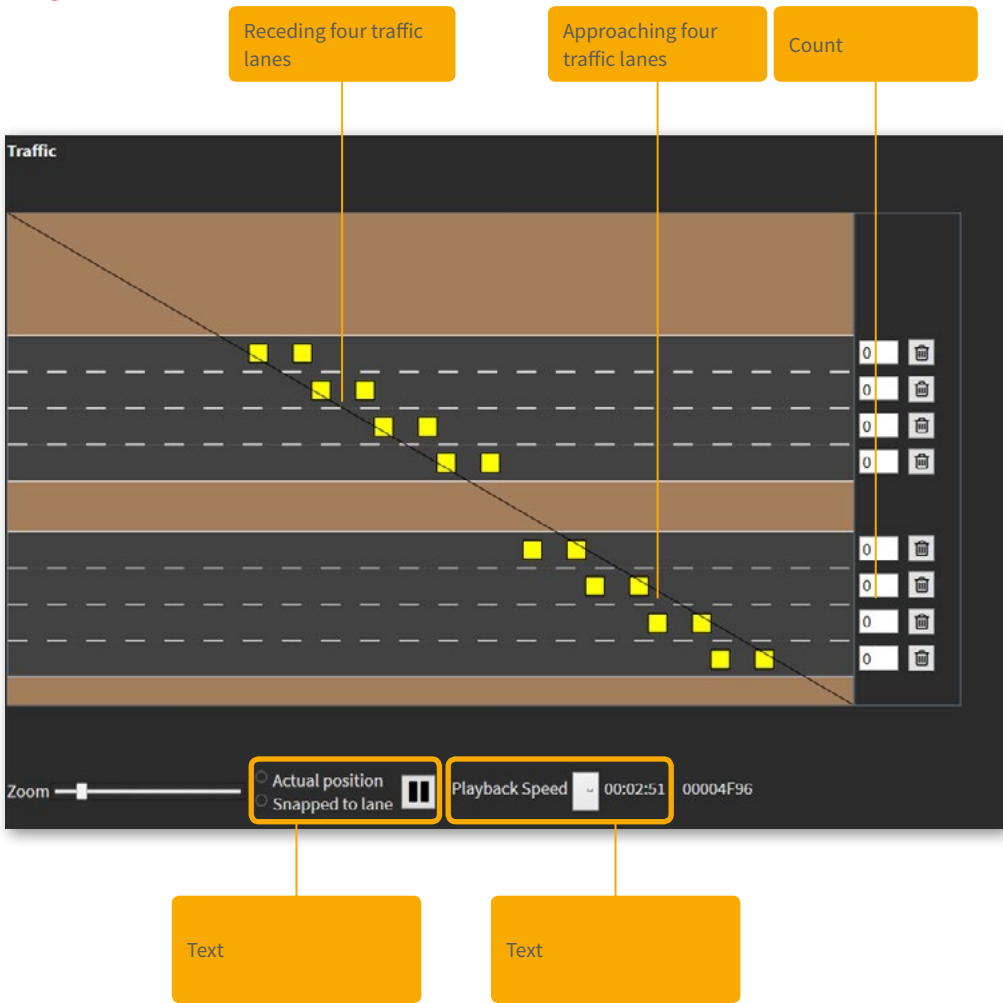 Receding four traffic
lanes
Approaching four
traffic lanes
Count
Traffic
0
0
0
0
0
0
0
0
Zoom
Actual position
Snapped to lane
Playback Speed
00:02:51
00004F96
Text
Text